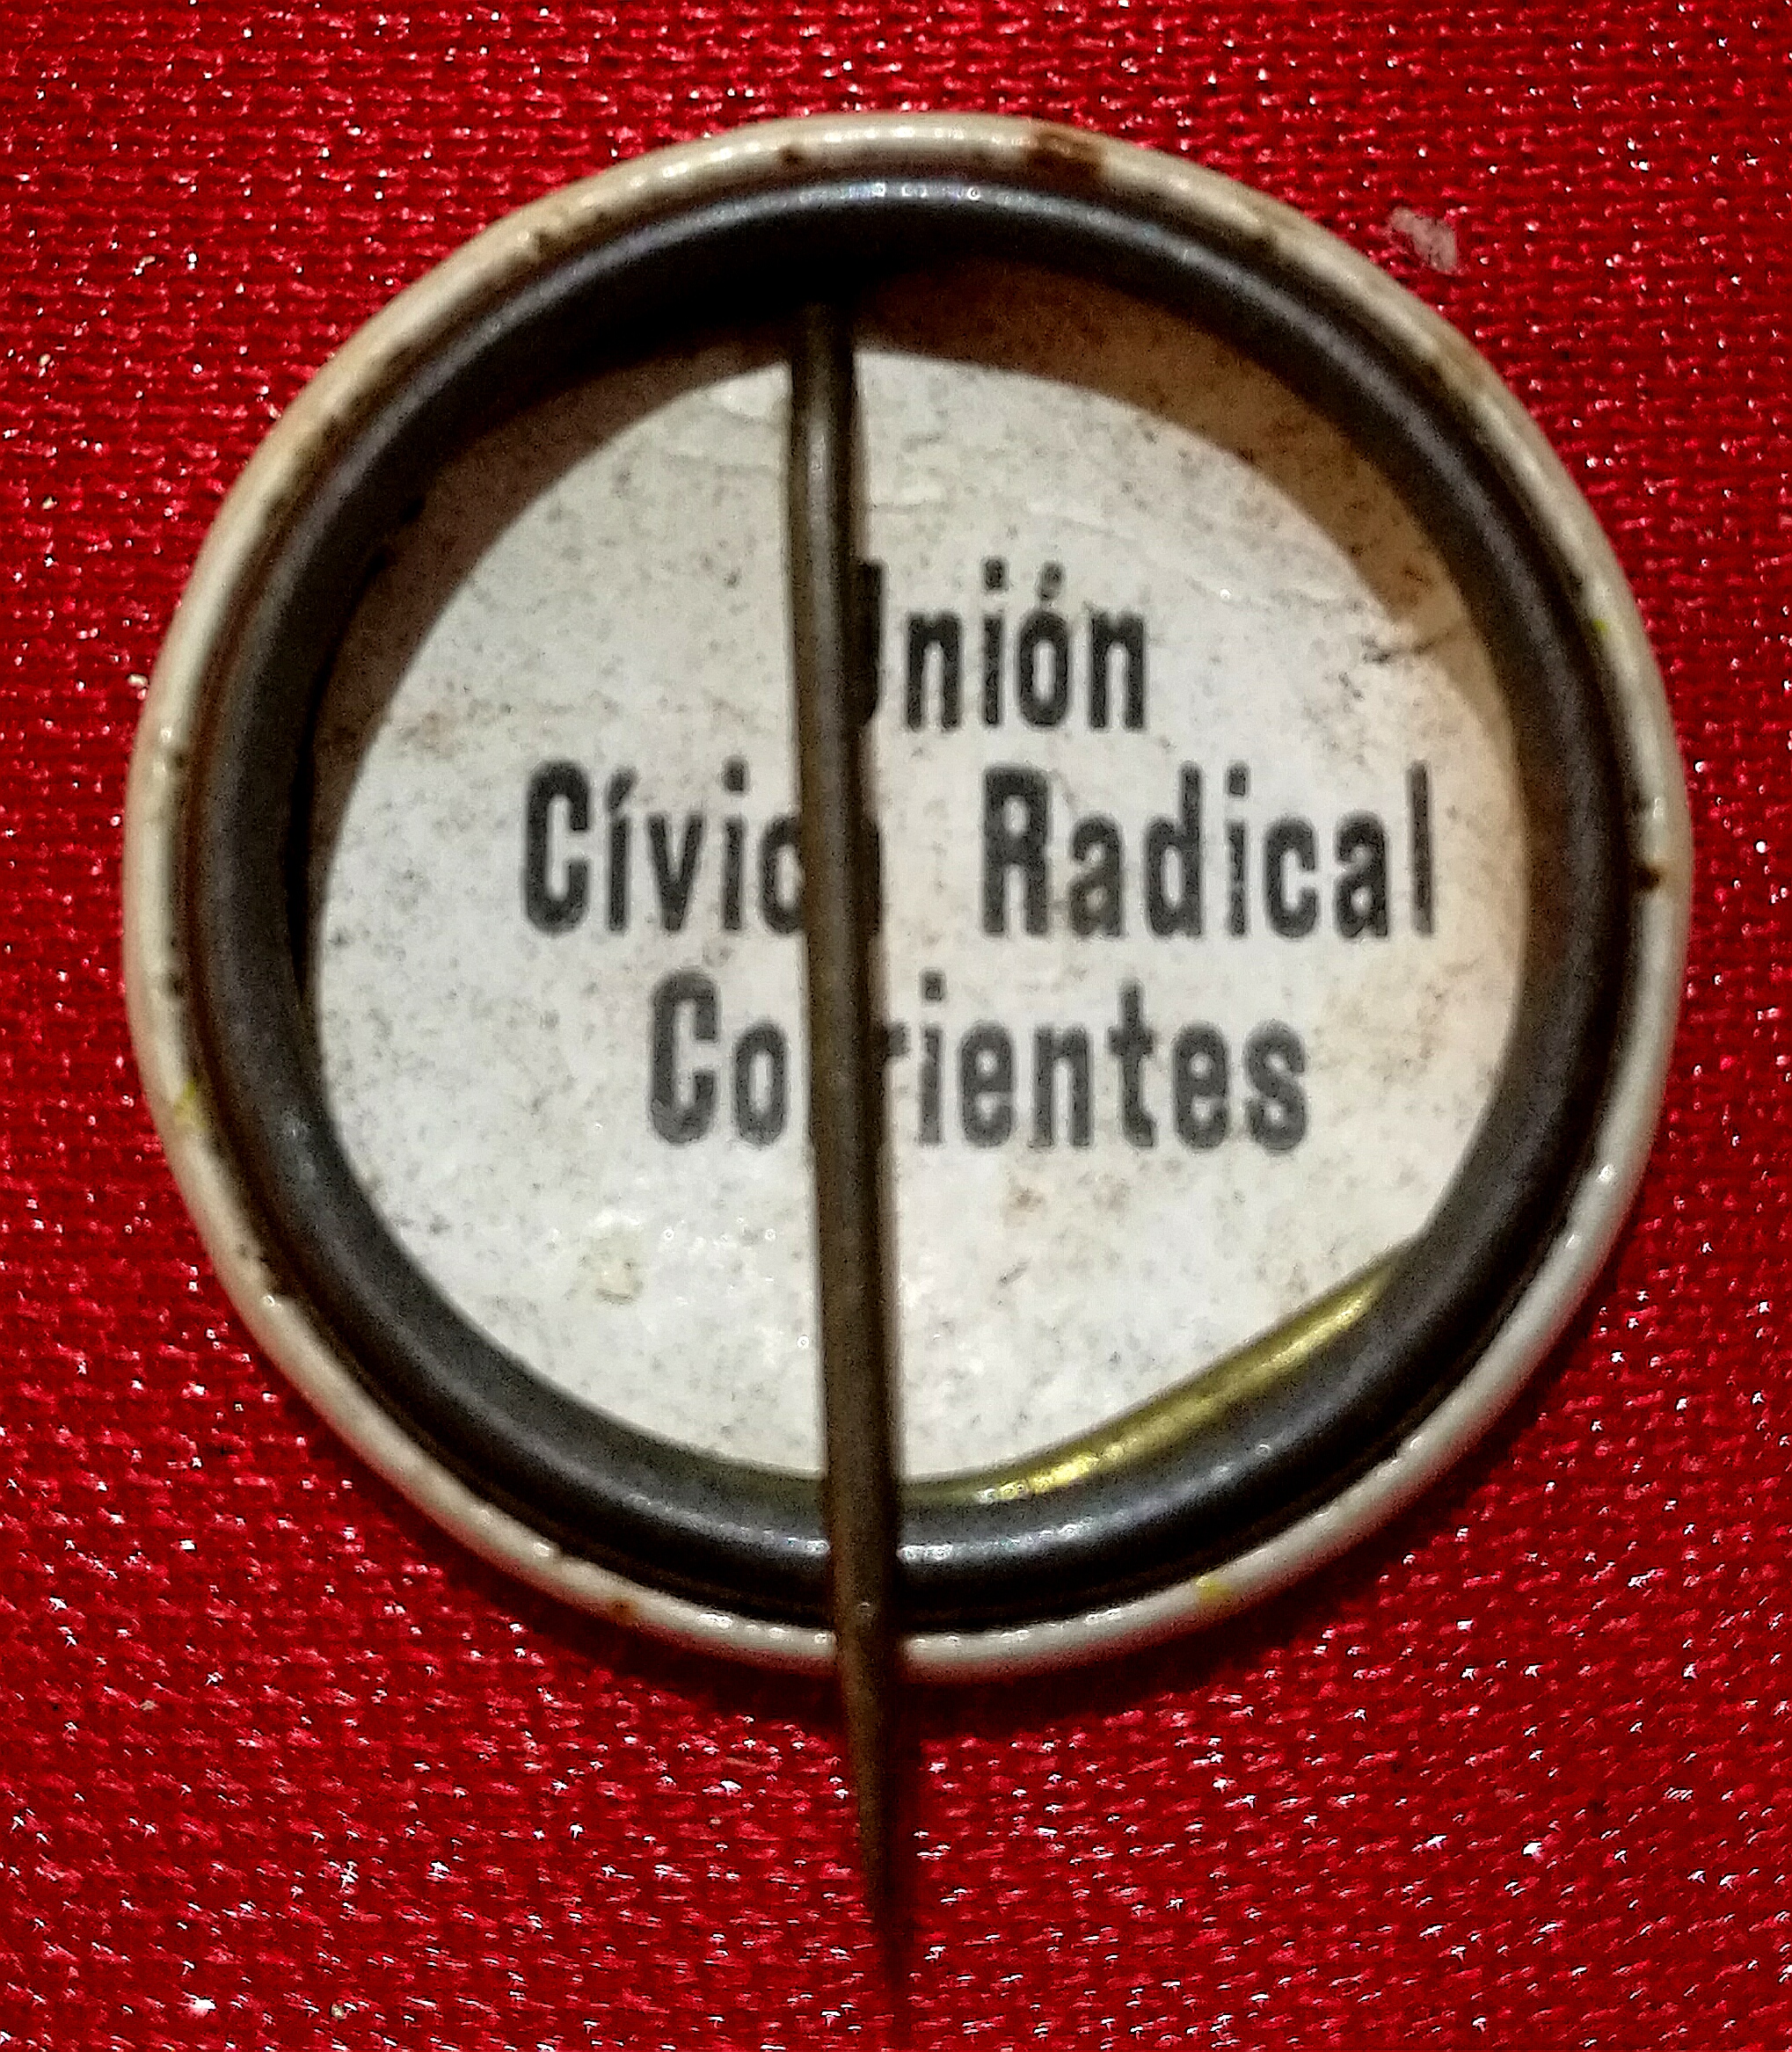 Unión
Cívica Radical
Corrientes